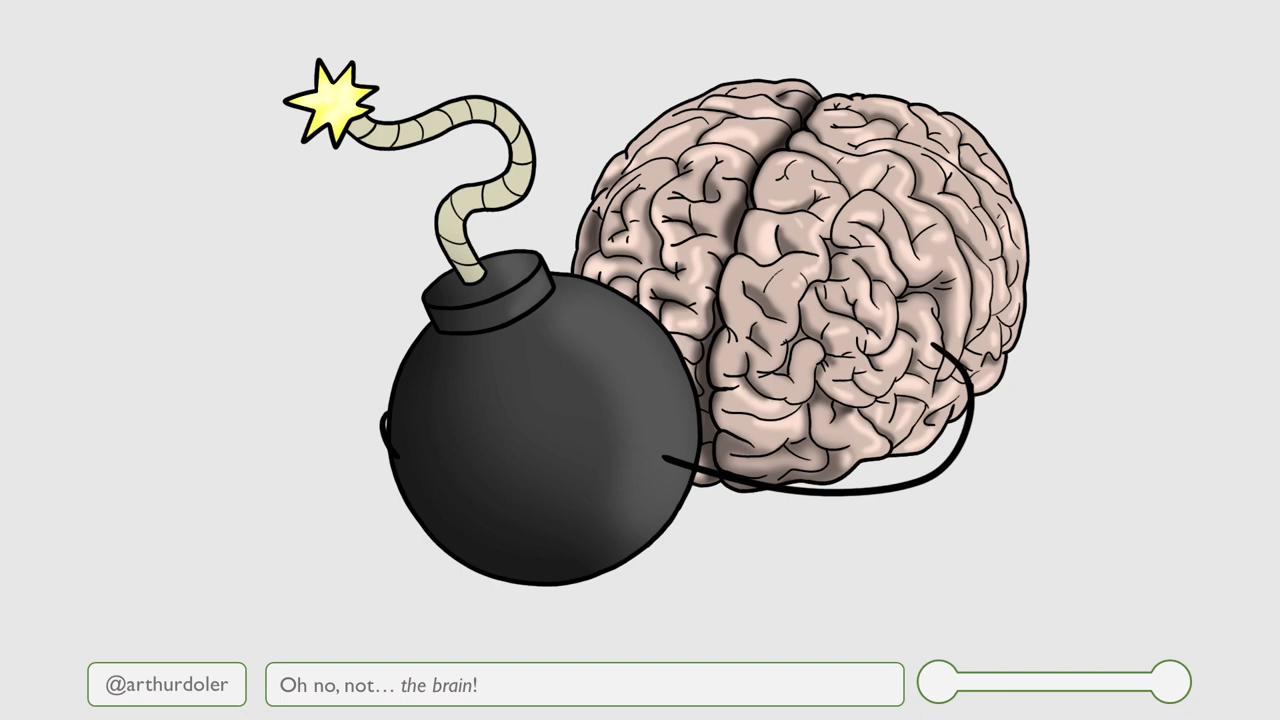 @arthurdoler
Oh no, not… the brain!